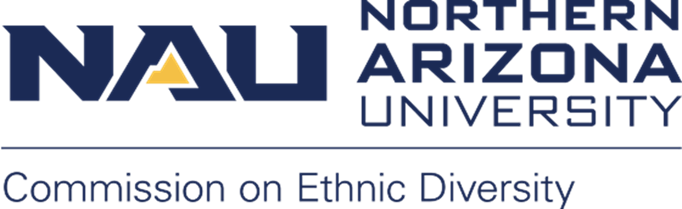 NAU
NORTHERN
ARIZONA
UNIVERSITY
Commission on Ethnic Diversity